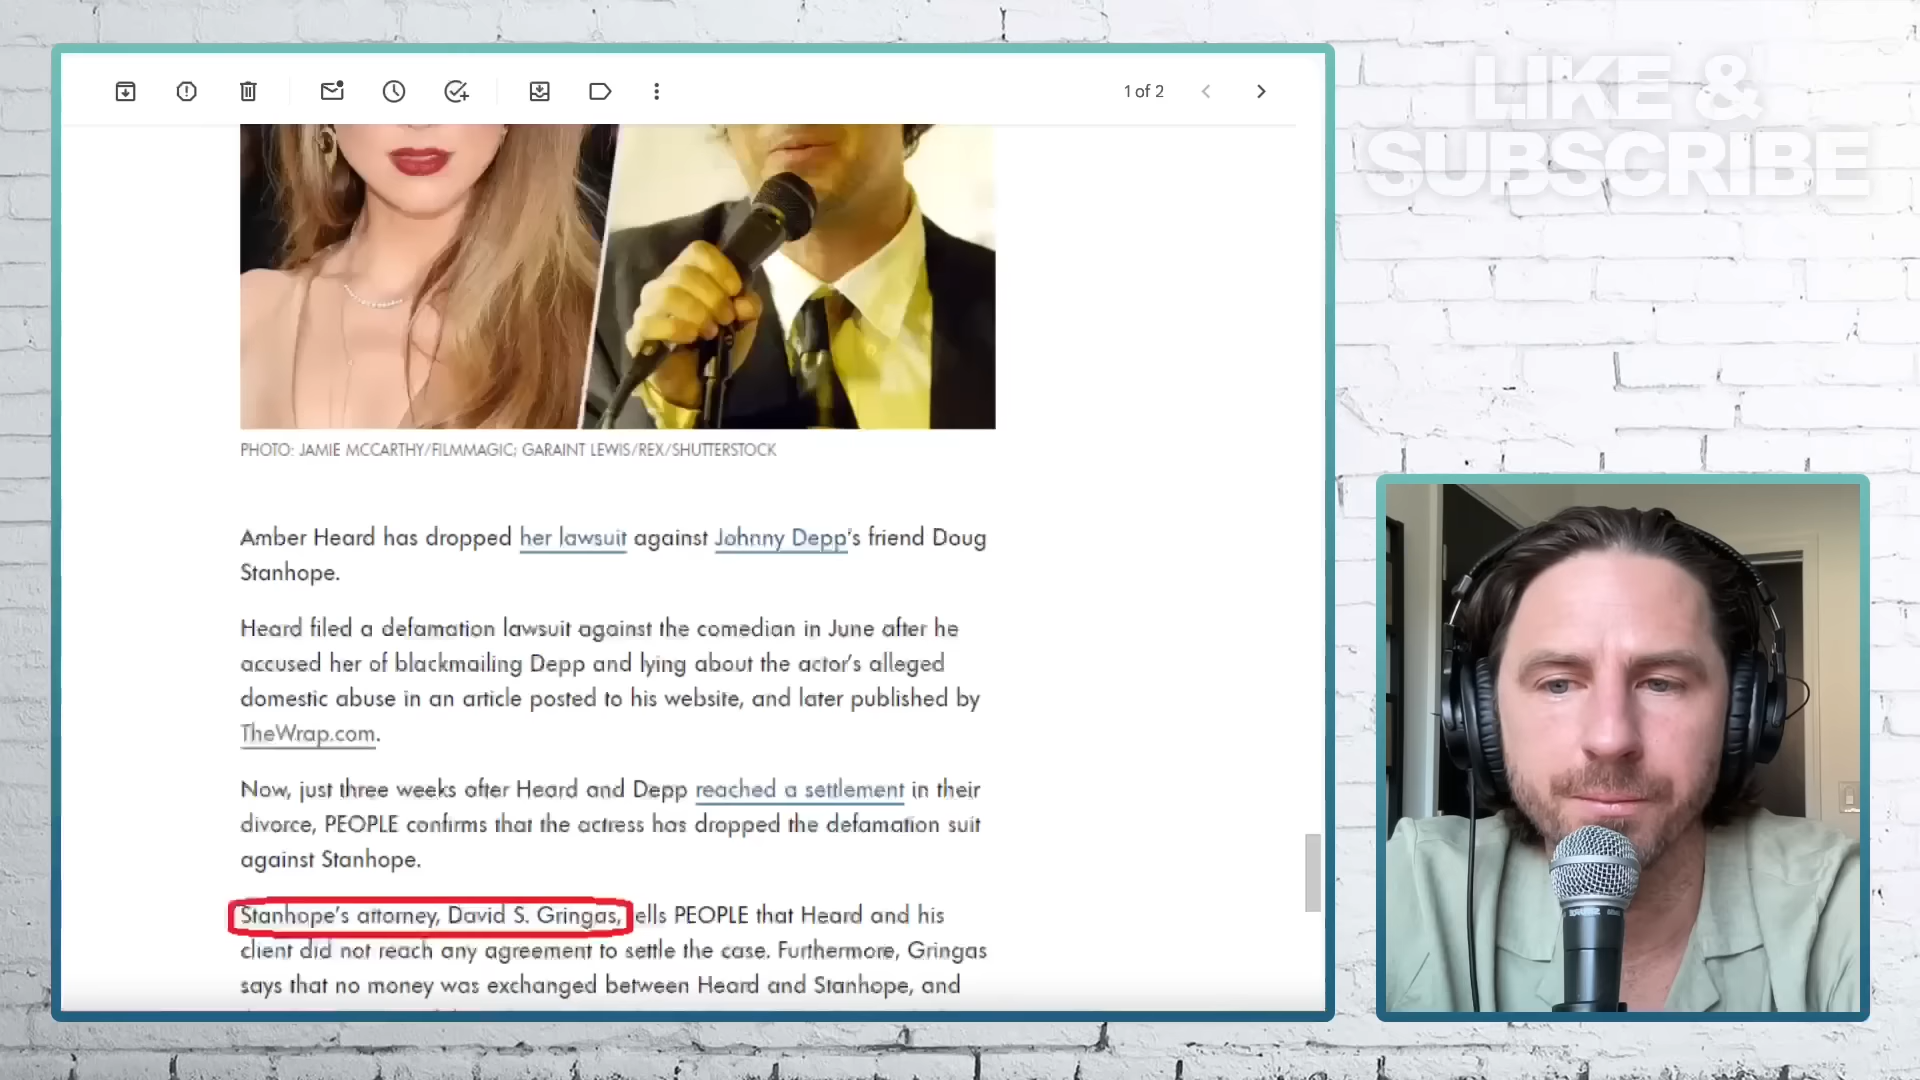 LIKE &
SUBSCRIBE
1 of 2
PHOTO: JAMIE MCCARTHY/FILMMAGIC; GARAINT LEWIS/REX/SHUTTERSTOCK
Amber Heard has dropped her lawsuit against Johnny Depp's friend Doug
Stanhope.
Heard filed a defamation lawsuit against the comedian in June after he
accused her of blackmailing Depp and lying about the actor's alleged
domestic abuse in an article posted to his website, and later published by
TheWrap.com.
Now, just three weeks after Heard and Depp reached a settlement in their
divorce, PEOPLE confirms that the actress has dropped the defamation suit
against Stanhope.
Stanhope's attorney, David S. Gringas, ells PEOPLE that Heard and his
client did not reach any agreement to settle the case. Furthermore, Gringas
says that no money was exchanged between Heard and Stanhope, and